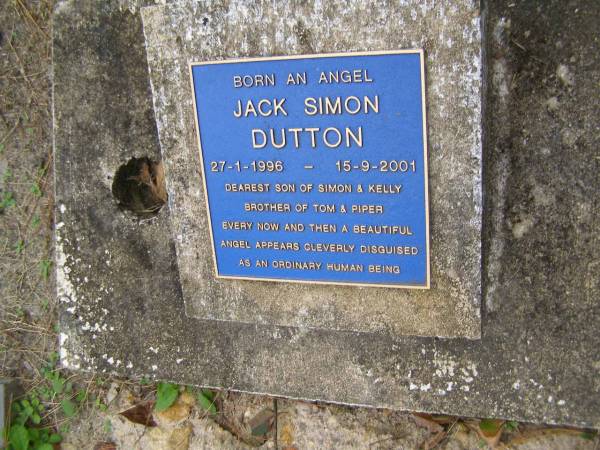 BORN AN ANGEL
JACK SIMON
DUTTON
27-1-1996 - 15-9-2001
DEAREST SON OF SIMON & KELLY
BROTHER OF TOM & PIPER
EVERY NOW AND THEN A BEAUTIFUL
ANGEL APPEARS CLEVERLY DISGUISED
AS AN ORDINARY HUMAN BEING